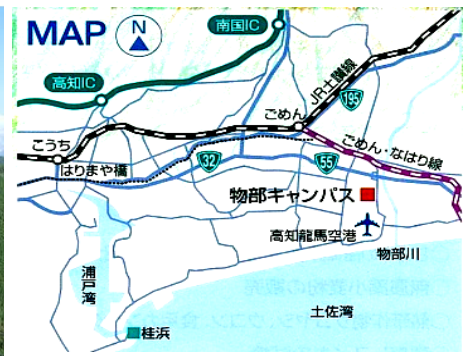 MAP
N
南国IC
高知IC
JR土讃線
195
ごめん
こうち
はりまや橋
32
55
ごめん・なはり線
物部キャンパス
高知龍馬空港
物部川
浦戸湾
土佐湾
桂浜